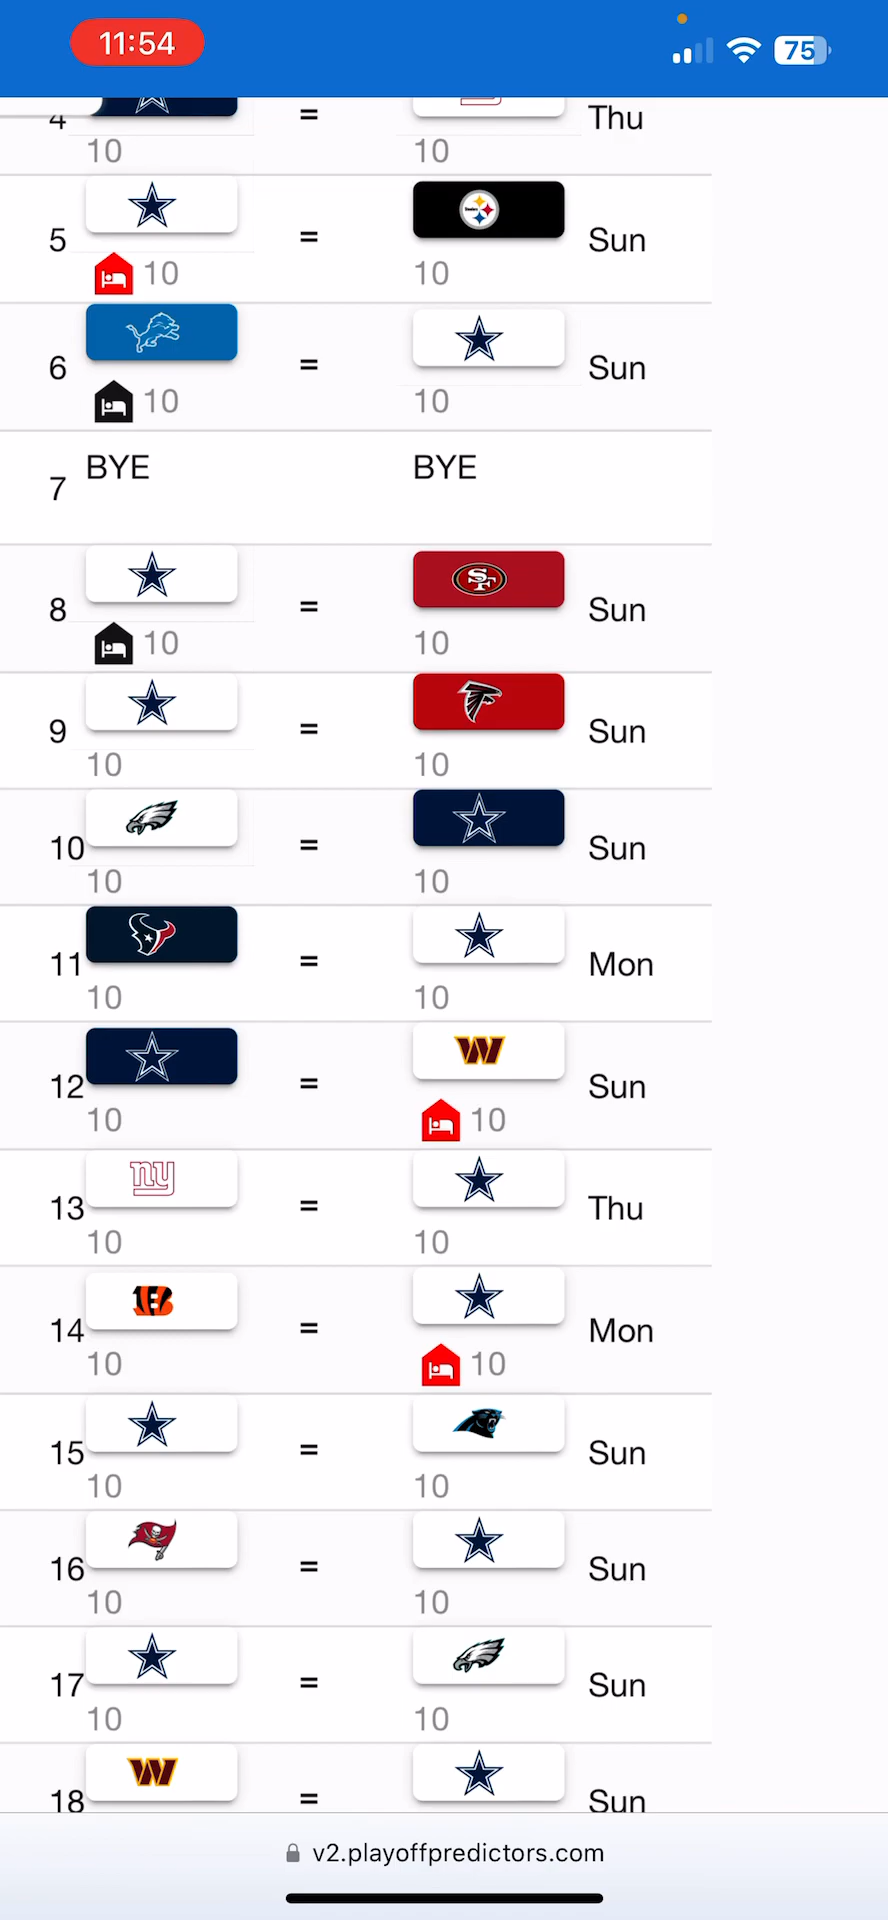 11:54
75
4 = Thu
10 10
5 = Steelers Sun
10 10
6 = Sun
10 10
BYE BYE
7
8 = SF Sun
10 10
9 = Sun
10 10
10 = Sun
10 10
11 = Mon
10 10
12 = W Sun
10 10
13 ny = Thu
10 10
14 B = Mon
10 10
15 = Sun
10 10
16 = Sun
10 10
17 = Sun
10 10
18 W = Sun
v2.playoffpredictors.com